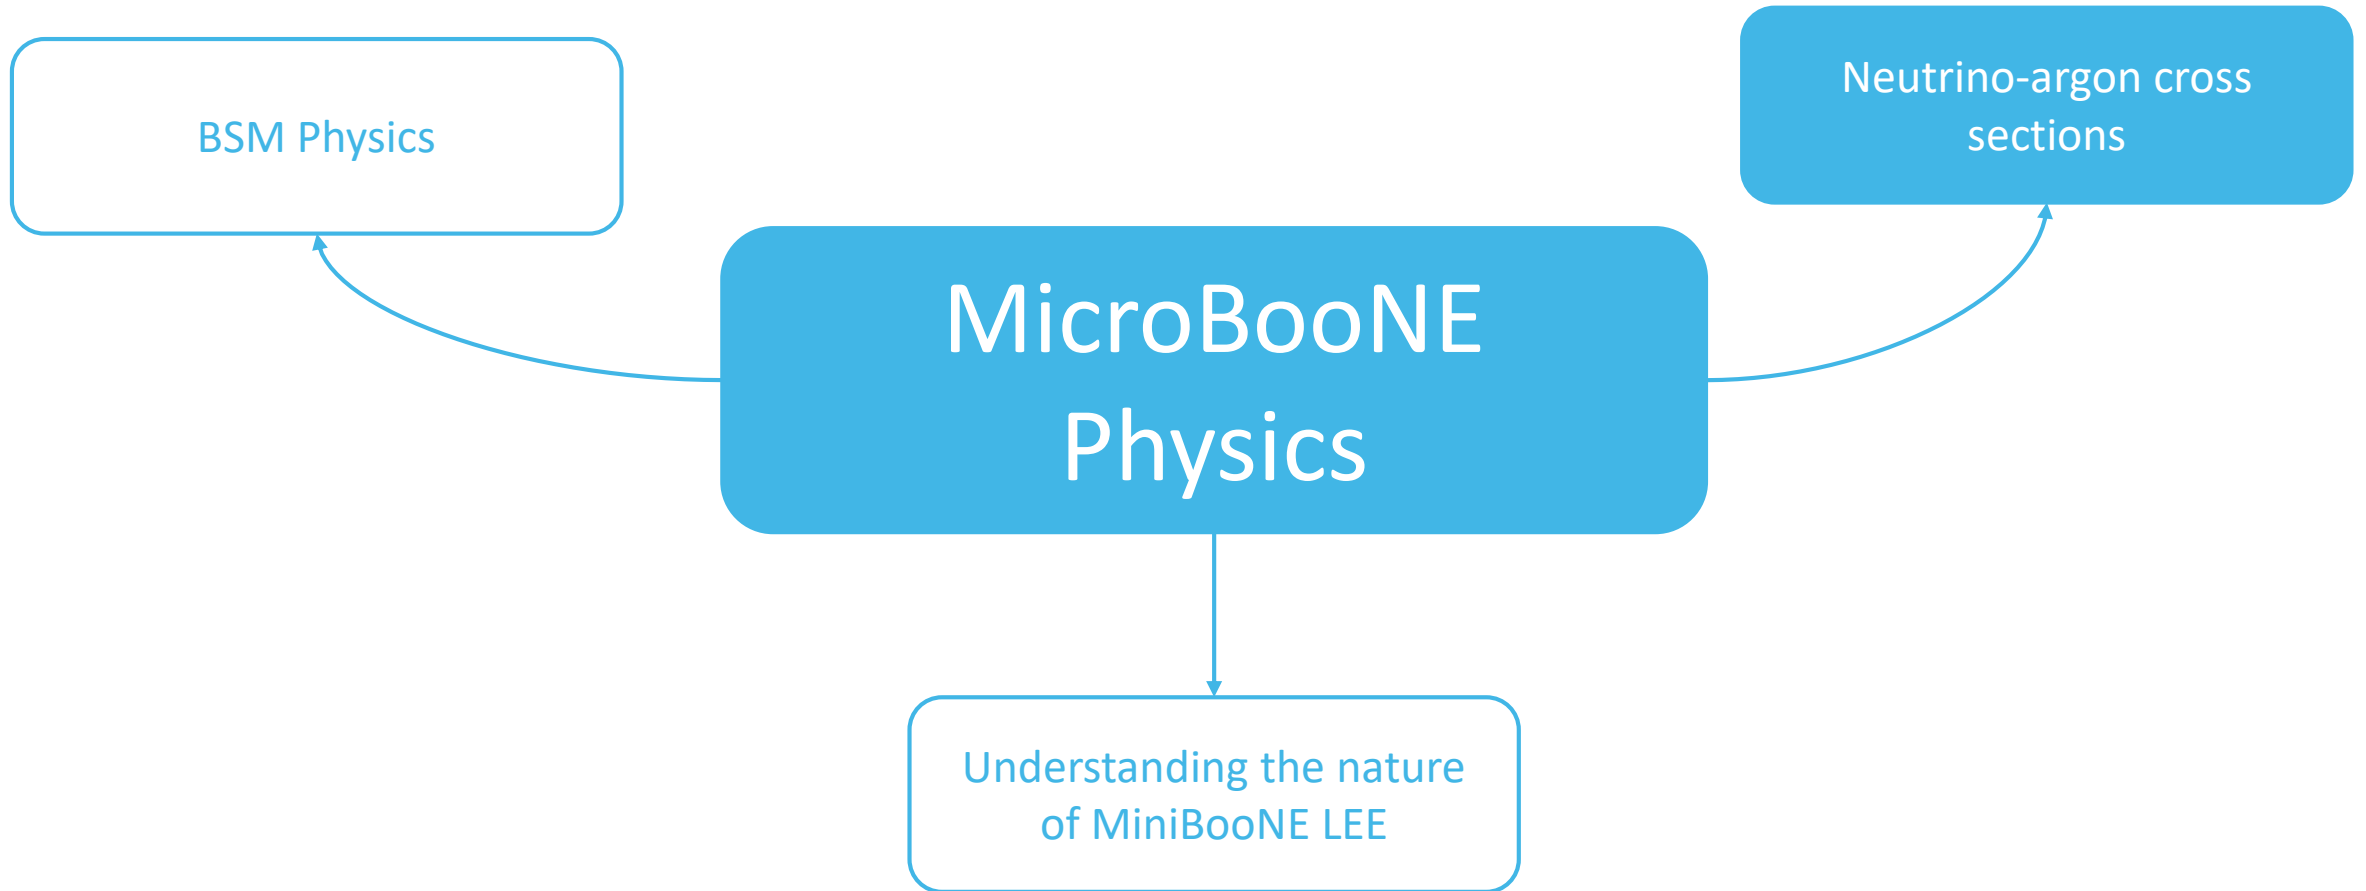 BSM Physics
Neutrino-argon cross
sections
MicroBooNE
Physics
Understanding the nature
of MiniBooNE LEE